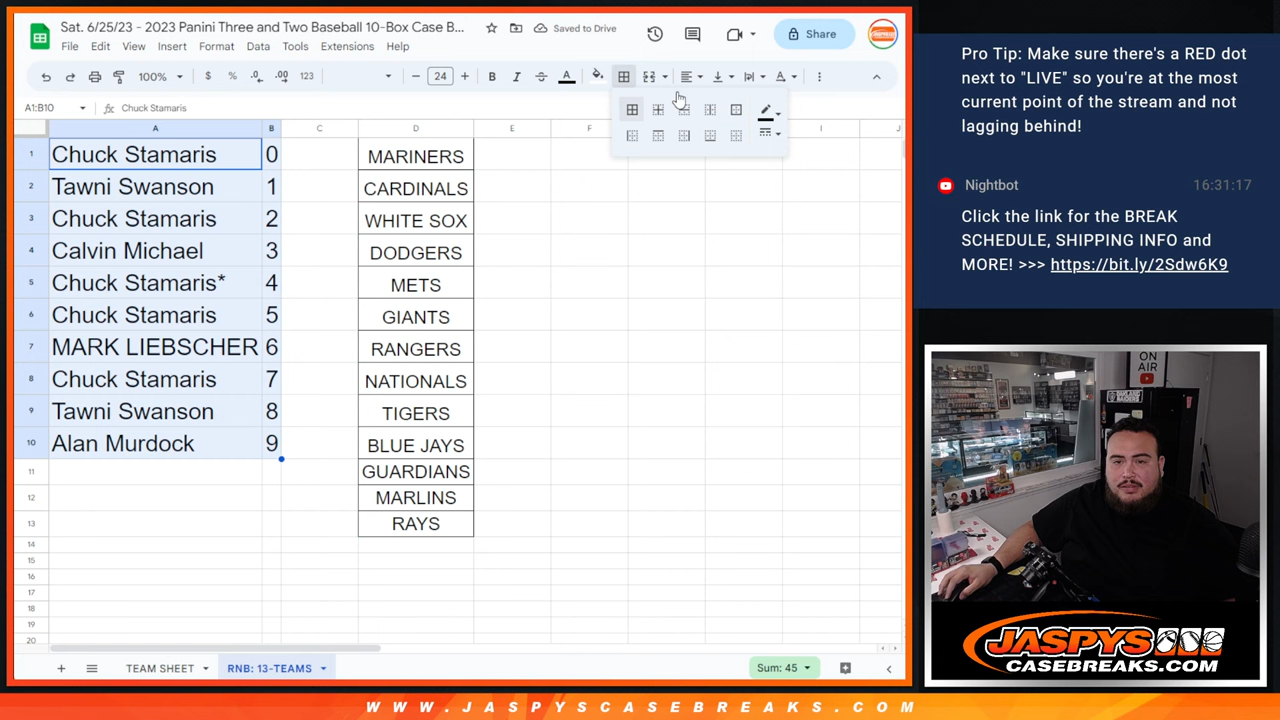 Sat. 6/25/23 - 2023 Panini Three and Two Baseball 10-Box Case B...
Saved to Drive
File Edit View Insert Format Data Tools Extensions Help
Share
100%
$ % .0 .00 123
24
B I
A
A1:B10
fx Chuck Stamaris
A B C D E F I J
1 Chuck Stamaris 0 MARINERS
2 Tawni Swanson 1 CARDINALS
3 Chuck Stamaris 2 WHITE SOX
4 Calvin Michael 3 DODGERS
5 Chuck Stamaris* 4 METS
6 Chuck Stamaris 5 GIANTS
7 MARK LIEBSCHER 6 RANGERS
8 Chuck Stamaris 7 NATIONALS
9 Tawni Swanson 8 TIGERS
10 Alan Murdock 9 BLUE JAYS
11 GUARDIANS
12 MARLINS
13 RAYS
14
15
16
17
18
19
20
TEAM SHEET
RNB: 13-TEAMS
Sum: 45
Pro Tip: Make sure there's a RED dot
next to "LIVE" so you're at the most
current point of the stream and not
lagging behind!
Nightbot 16:31:17
Click the link for the BREAK
SCHEDULE, SHIPPING INFO and
MORE! >>> https://bit.ly/2Sdw6K9
ON
AIR
JASPYS
CASEBREAKS.COM
WWW.JASPYSCASEBREAKS.COM